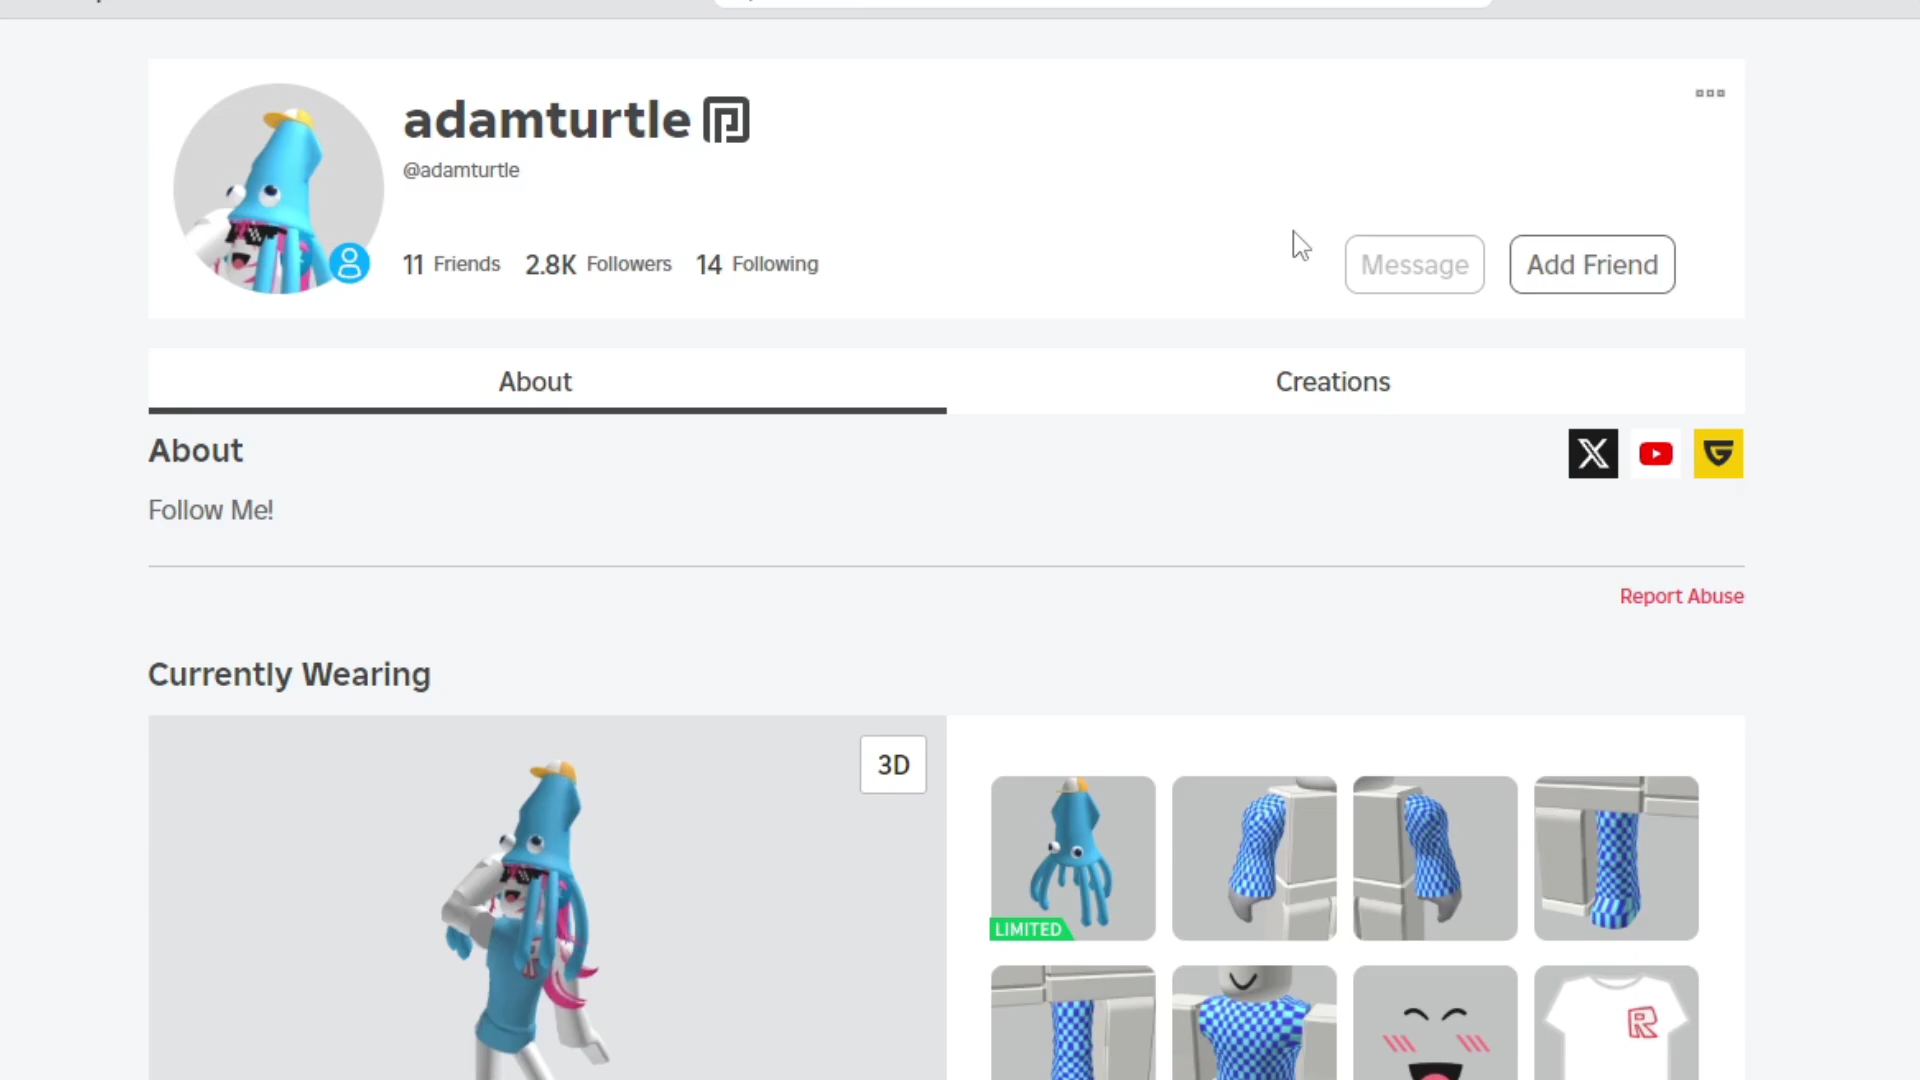 adamturtle
@adamturtle
11 Friends 2.8K Followers 14 Following
Message Add Friend
About Creations
About
Follow Me!
Report Abuse
Currently Wearing
3D
LIMITED